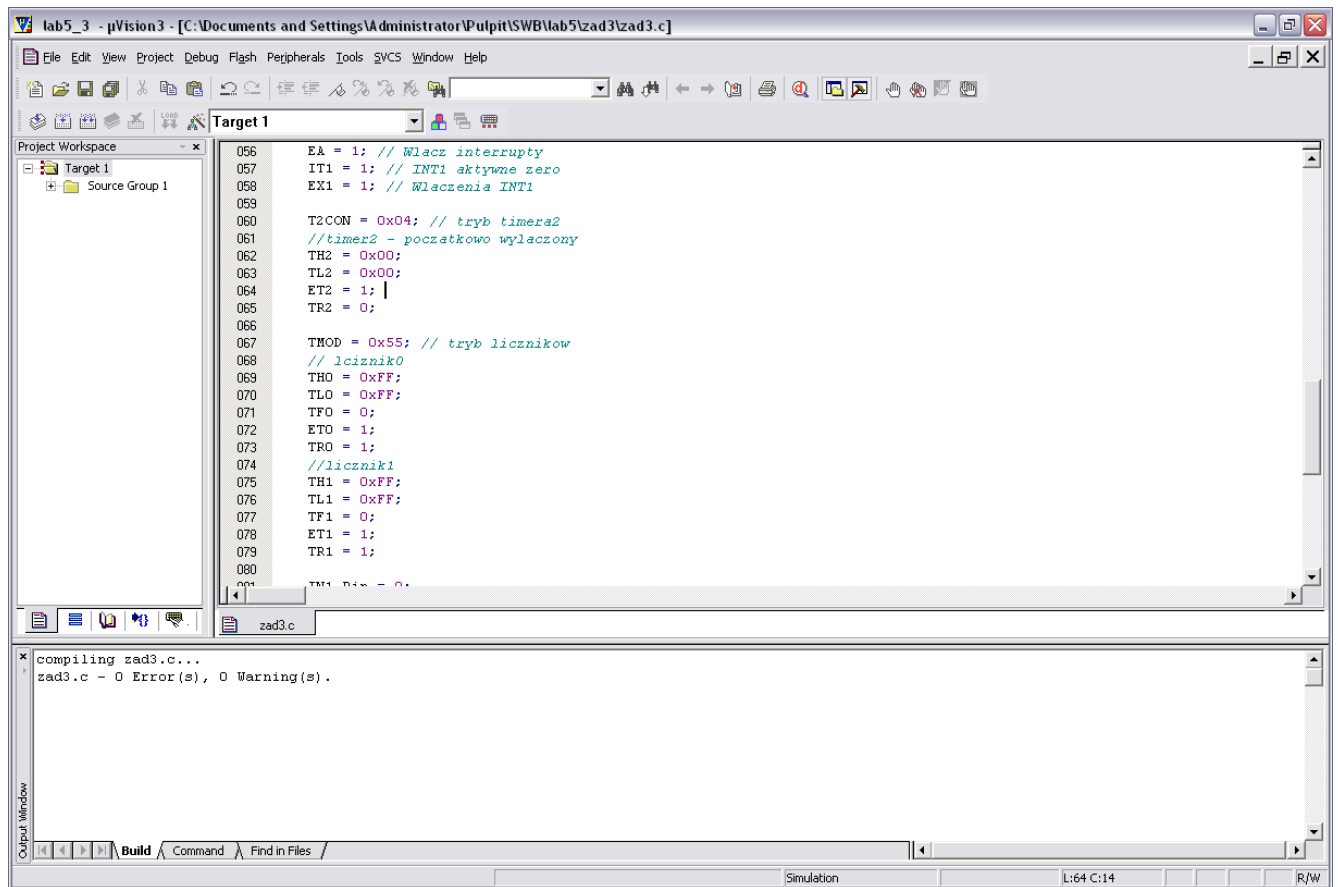 lab5_3 - µVision3 - [C:\Documents and Settings\Administrator\Pulpit\SWB\lab5\zad3\zad3.c]
File Edit View Project Debug Flash Peripherals Tools SVCS Window Help
LOAD Target 1
Project Workspace
Target 1
Source Group 1
056 EA = 1; // Wlacz interrupty
057 IT1 = 1; // INT1 aktywne zero
058 EX1 = 1; // Wlaczenia INT1
059
060 T2CON = 0x04; // tryb timera2
061 //timer2 - poczatkowo wylaczony
062 TH2 = 0x00;
063 TL2 = 0x00;
064 ET2 = 1;
065 TR2 = 0;
066
067 TMOD = 0x55; // tryb licznikow
068 // lciznik0
069 TH0 = 0xFF;
070 TL0 = 0xFF;
071 TF0 = 0;
072 ET0 = 1;
073 TR0 = 1;
074 //licznik1
075 TH1 = 0xFF;
076 TL1 = 0xFF;
077 TF1 = 0;
078 ET1 = 1;
079 TR1 = 1;
080
zad3.c
compiling zad3.c...
zad3.c - 0 Error(s), 0 Warning(s).
Output Window
Build Command Find in Files
Simulation L:64 C:14 R/W